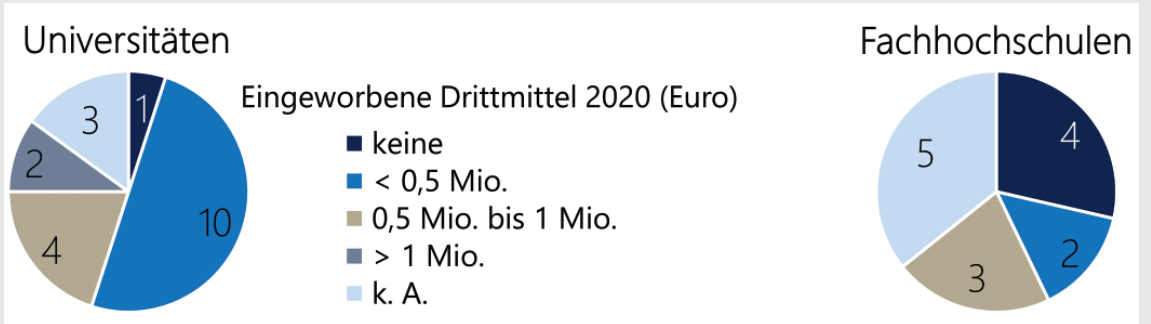 Universitäten
1
10
4
2
3
Eingeworbene Drittmittel 2020 (Euro)
keine
< 0,5 Mio.
0,5 Mio. bis 1 Mio.
> 1 Mio.
k. A.
Fachhochschulen
4
2
3
5